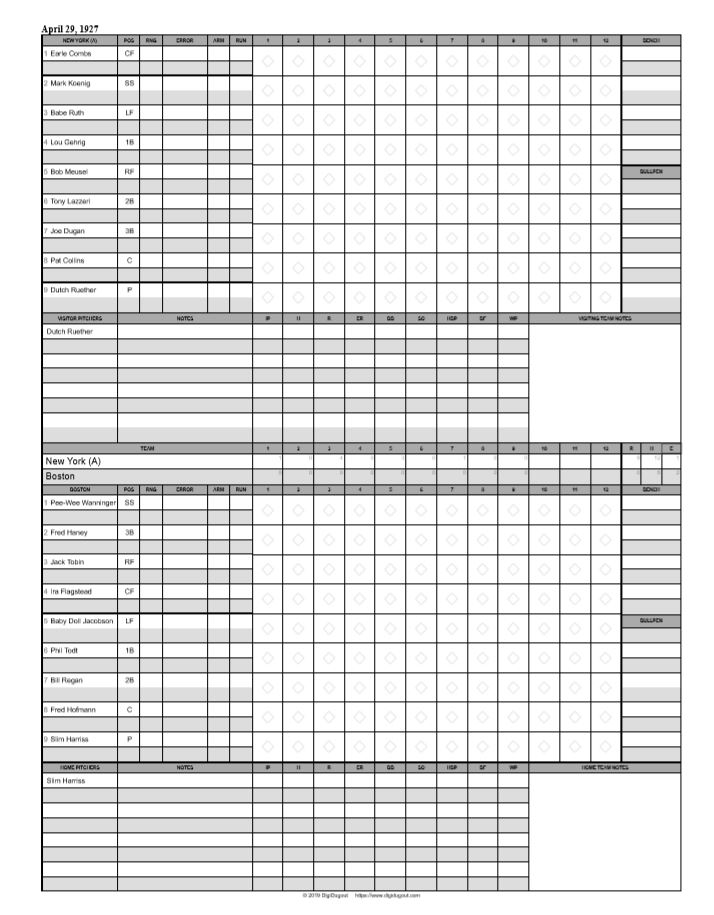 April 29, 1927
NEW YORK (A) POS RNG ERROR ARM RUN 1 2 3 4 5 6 7 8 9 10 11 12 BENCH
1 Earle Combs CF
2 Mark Koenig SS
3 Babe Ruth LF
4 Lou Gehrig 1B
5 Bob Meusel RF BULLPEN
6 Tony Lazzeri 2B
7 Joe Dugan 3B
8 Pat Collins C
9 Dutch Ruether P
VISITOR PITCHERS NOTES IP H R ER BB SO HBP BF WP VISITING TEAM NOTES
Dutch Ruether
TEAM 1 2 3 4 5 6 7 8 9 10 11 12 R H E
New York (A)
Boston
BOSTON POS RNG ERROR ARM RUN 1 2 3 4 5 6 7 8 9 10 11 12 BENCH
1 Pee-Wee Wanninger SS
2 Fred Haney 3B
3 Jack Tobin RF
4 Ira Flagstead CF
5 Baby Doll Jacobson LF BULLPEN
6 Phil Todt 1B
7 Bill Regan 2B
8 Fred Hofmann C
9 Slim Harriss P
HOME PITCHERS NOTES IP H R ER BB SO HBP BF WP HOME TEAM NOTES
Slim Harriss
© 2019 DigiDugout https://www.digidugout.com